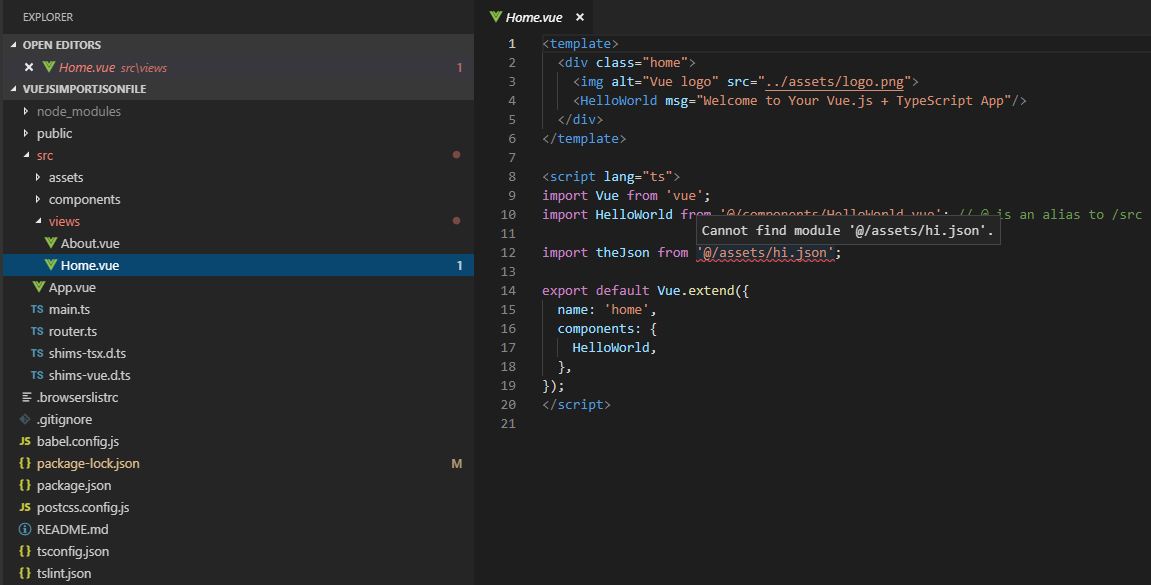 EXPLORER
OPEN EDITORS
Home.vue src\views 1
VUEJSIMPORTJSONFILE
node_modules
public
src
assets
components
views
About.vue
Home.vue 1
App.vue
TS main.ts
TS router.ts
TS shims-tsx.d.ts
TS shims-vue.d.ts
.browserslistrc
.gitignore
JS babel.config.js
{} package-lock.json M
{} package.json
JS postcss.config.js
README.md
{} tsconfig.json
{} tslint.json
Home.vue
1 <template>
2 <div class="home">
3 <img alt="Vue logo" src="../assets/logo.png">
4 <HelloWorld msg="Welcome to Your Vue.js + TypeScript App"/>
5 </div>
6 </template>
7
8 <script lang="ts">
9 import Vue from 'vue';
10 import HelloWorld from '@/components/HelloWorld.vue'; // @ is an alias to /src
11
Cannot find module '@/assets/hi.json'.
12 import theJson from '@/assets/hi.json';
13
14 export default Vue.extend({
15 name: 'home',
16 components: {
17 HelloWorld,
18 },
19 });
20 </script>
21